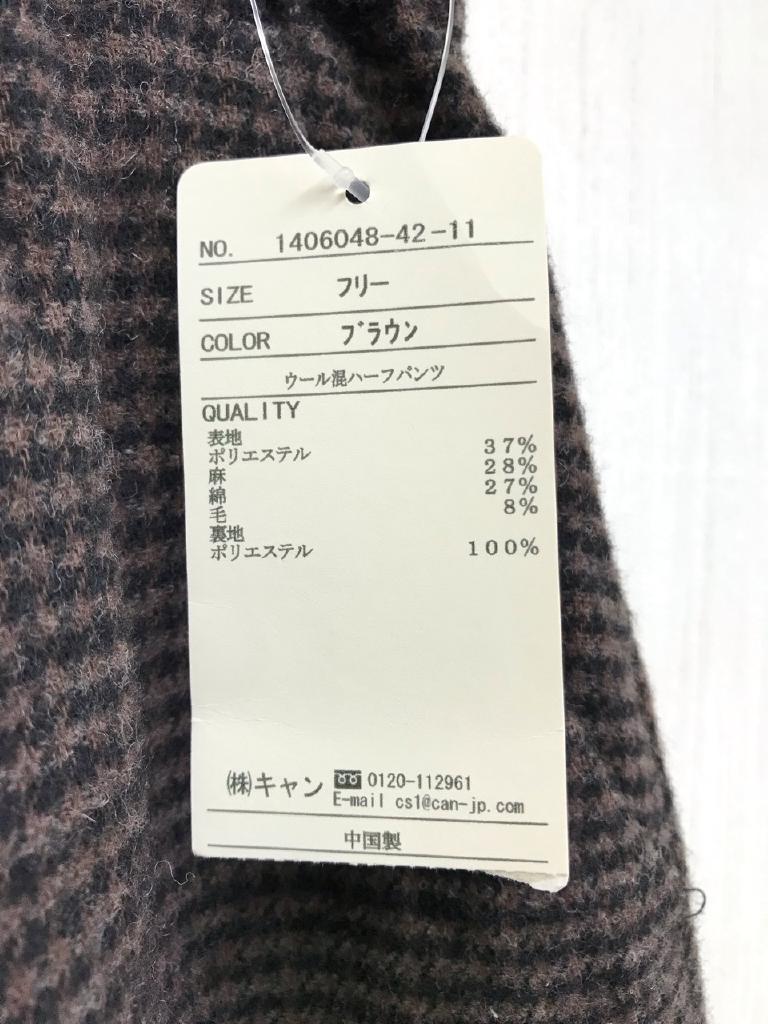 NO. 1406048-42-11
SIZE フリー
COLOR ブラウン
ウール混ハーフパンツ
QUALITY
表地
ポリエステル 37%
麻 28%
綿 27%
毛 8%
裏地
ポリエステル 100%
㈱キャン 0120-112961
E-mail cs1@can-jp.com
中国製